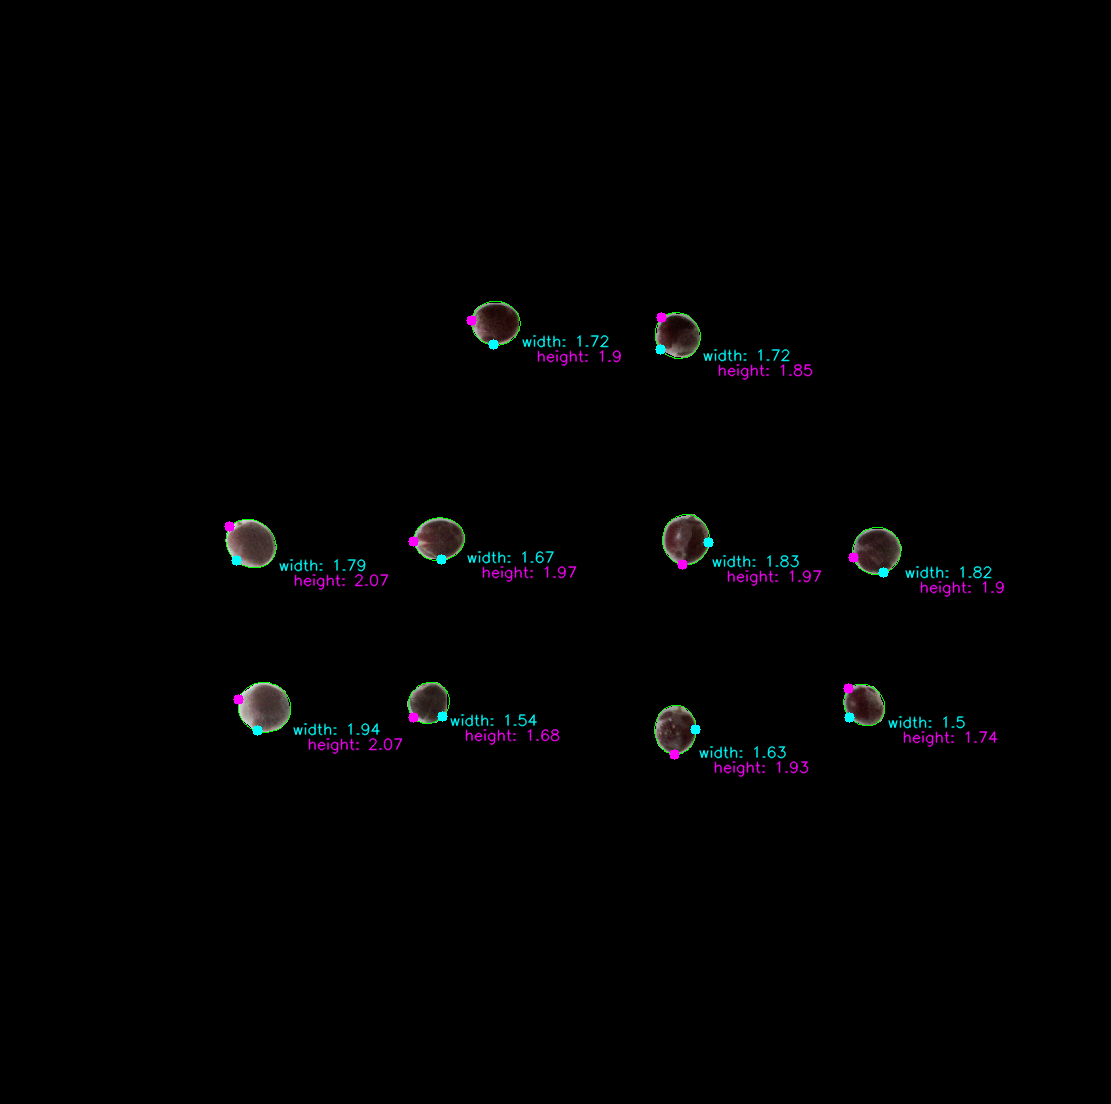 width: 1.72
height: 1.9
width: 1.72
height: 1.85
width: 1.79
height: 2.07
width: 1.67
height: 1.97
width: 1.83
height: 1.97
width: 1.82
height: 1.9
width: 1.94
height: 2.07
width: 1.54
height: 1.68
width: 1.63
height: 1.93
width: 1.5
height: 1.74